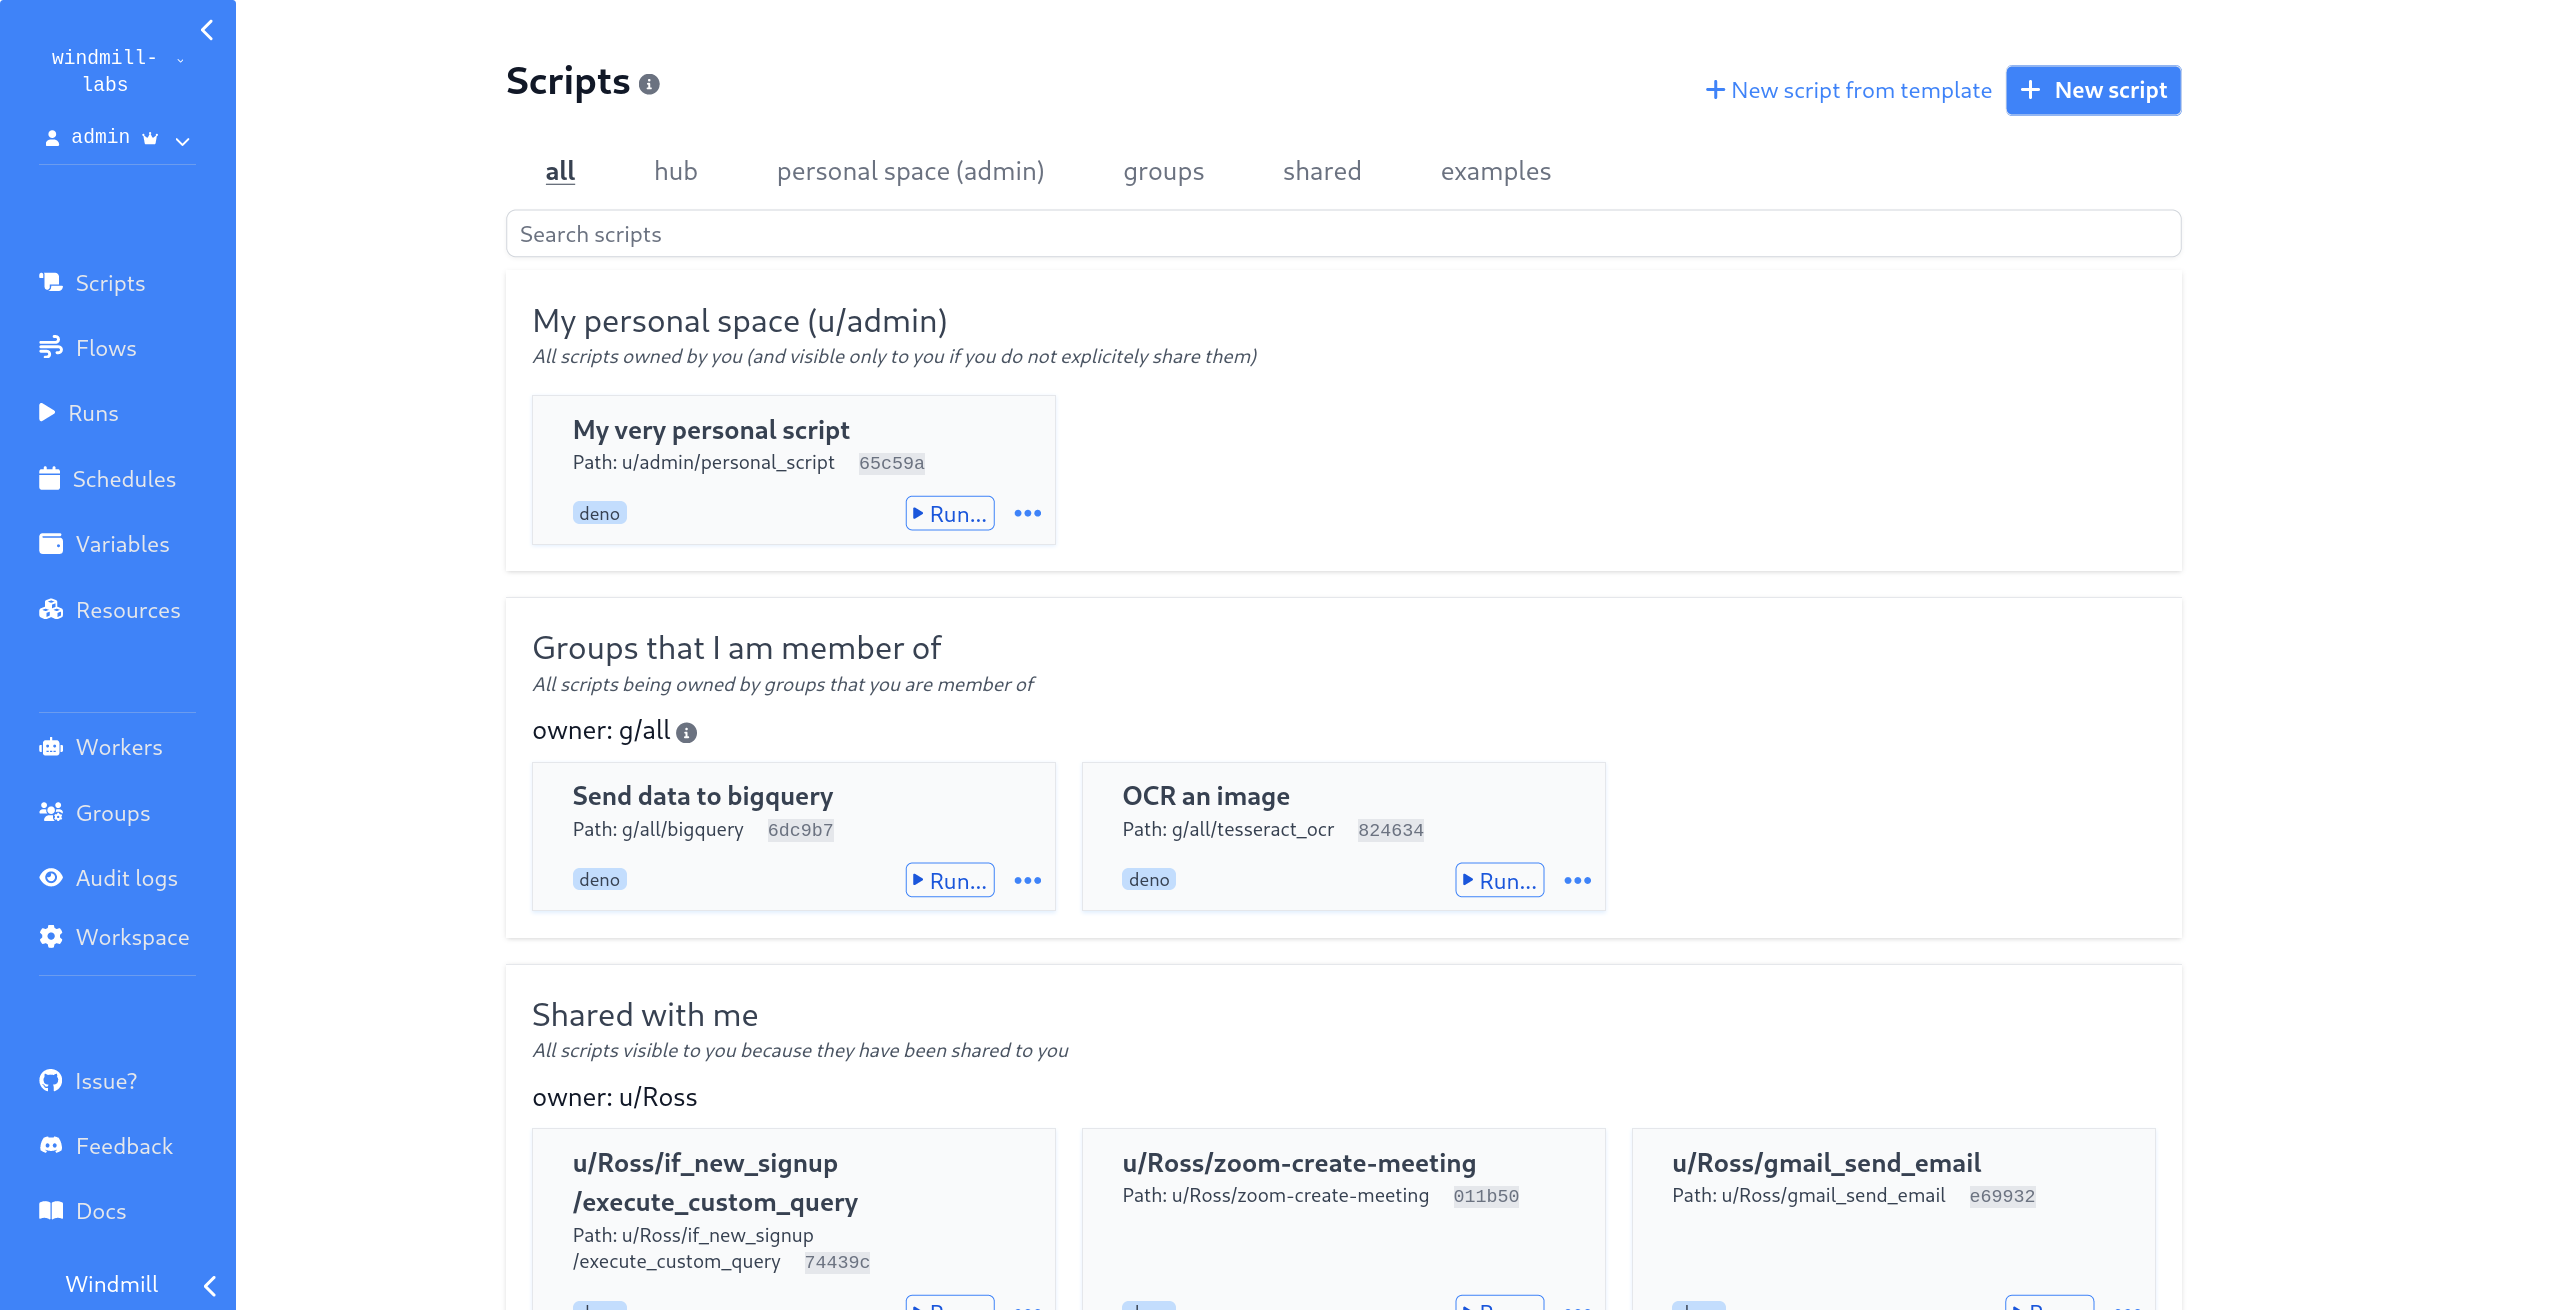 windmill-
labs
admin
Scripts
Flows
Runs
Schedules
Variables
Resources
Workers
Groups
Audit logs
Workspace
Issue?
Feedback
Docs
Windmill
Scripts
New script from template
New script
all hub personal space (admin) groups shared examples
Search scripts
My personal space (u/admin)
All scripts owned by you (and visible only to you if you do not explicitely share them)
My very personal script
Path: u/admin/personal_script 65c59a
deno Run...
Groups that I am member of
All scripts being owned by groups that you are member of
owner: g/all
Send data to bigquery
Path: g/all/bigquery 6dc9b7
deno Run...
OCR an image
Path: g/all/tesseract_ocr 824634
deno Run...
Shared with me
All scripts visible to you because they have been shared to you
owner: u/Ross
u/Ross/if_new_signup
/execute_custom_query
Path: u/Ross/if_new_signup
/execute_custom_query 74439c
u/Ross/zoom-create-meeting
Path: u/Ross/zoom-create-meeting 011b50
u/Ross/gmail_send_email
Path: u/Ross/gmail_send_email e69932